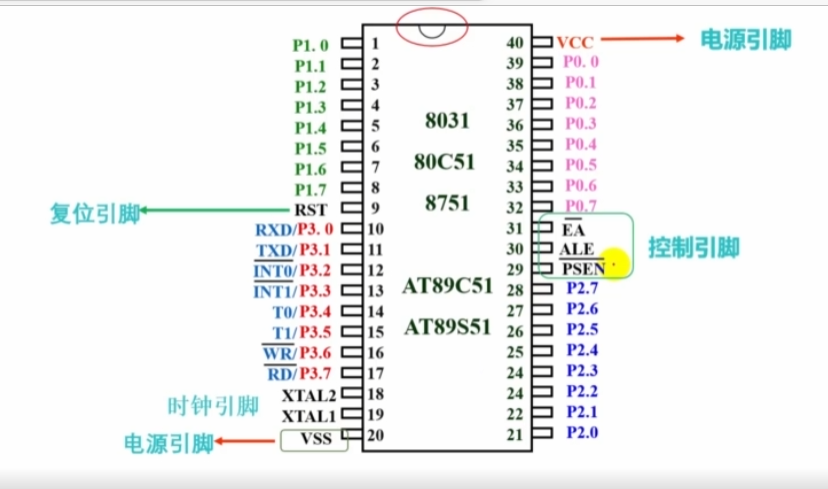 P1.0 1 40 VCC 电源引脚
P1.1 2 39 P0.0
P1.2 3 38 P0.1
P1.3 4 37 P0.2
P1.4 5 8031 36 P0.3
P1.5 6 35 P0.4
P1.6 7 80C51 34 P0.5
P1.7 8 33 P0.6
复位引脚 RST 9 8751 32 P0.7
RXD/P3.0 10 31 EA
TXD/P3.1 11 30 ALE 控制引脚
INT0/P3.2 12 29 PSEN
INT1/P3.3 13 AT89C51 28 P2.7
T0/P3.4 14 27 P2.6
T1/P3.5 15 AT89S51 26 P2.5
WR/P3.6 16 25 P2.4
RD/P3.7 17 24 P2.3
时钟引脚 XTAL2 18 24 P2.2
XTAL1 19 22 P2.1
电源引脚 VSS 20 21 P2.0